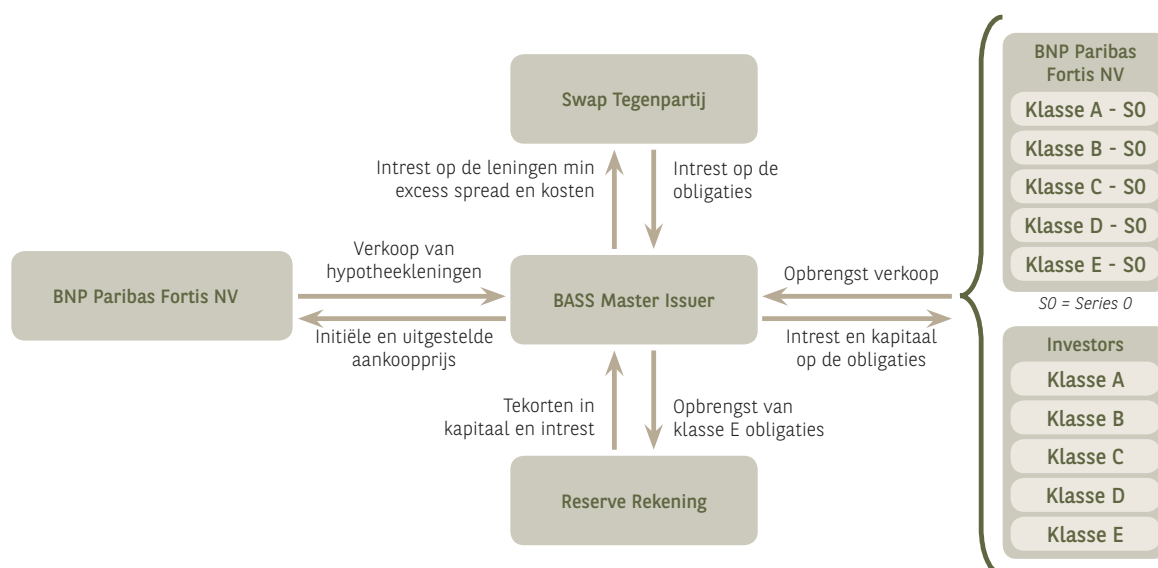 BNP Paribas
Fortis NV
Klasse A - S0
Klasse B - S0
Klasse C - S0
Klasse D - S0
Klasse E - S0
S0 = Series 0
Swap Tegenpartij
Intrest op de leningen min
excess spread en kosten
Intrest op de
obligaties
BNP Paribas Fortis NV
Verkoop van
hypotheekleningen
Initiële en uitgestelde
aankoopprijs
BASS Master Issuer
Opbrengst verkoop
Intrest en kapitaal
op de obligaties
Tekorten in
kapitaal en intrest
Opbrengst van
klasse E obligaties
Reserve Rekening
Investors
Klasse A
Klasse B
Klasse C
Klasse D
Klasse E